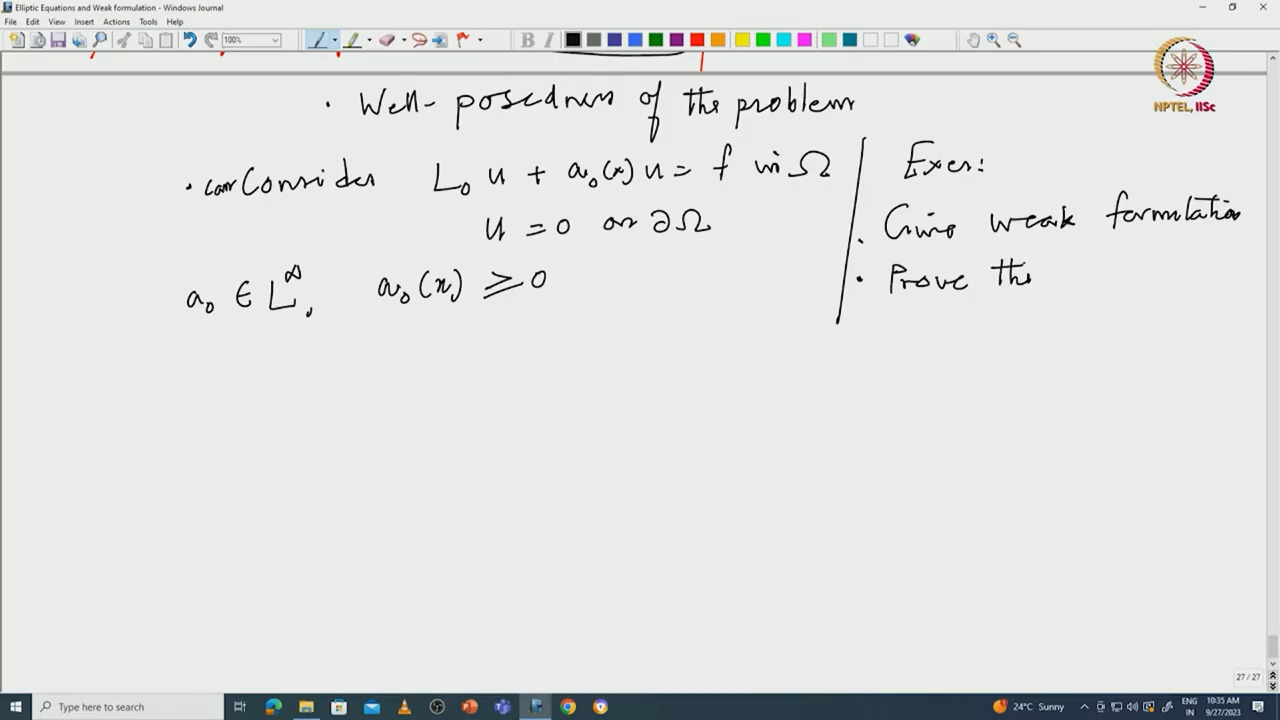 Elliptic Equations and Weak formulation - Windows Journal
File Edit View Insert Actions Tools Help
100%
NPTEL, IISc
· Well-posedness of the problem
· Consider L₀ u + a₀(x) u = f in Ω
u = 0 on ∂Ω
a₀ ∈ L^∞, a₀(x) ≥ 0
Exer:
· Give weak formulation
· Prove the
27 / 27
Type here to search
24°C Sunny
ENG
IN
10:35 AM
9/27/2023